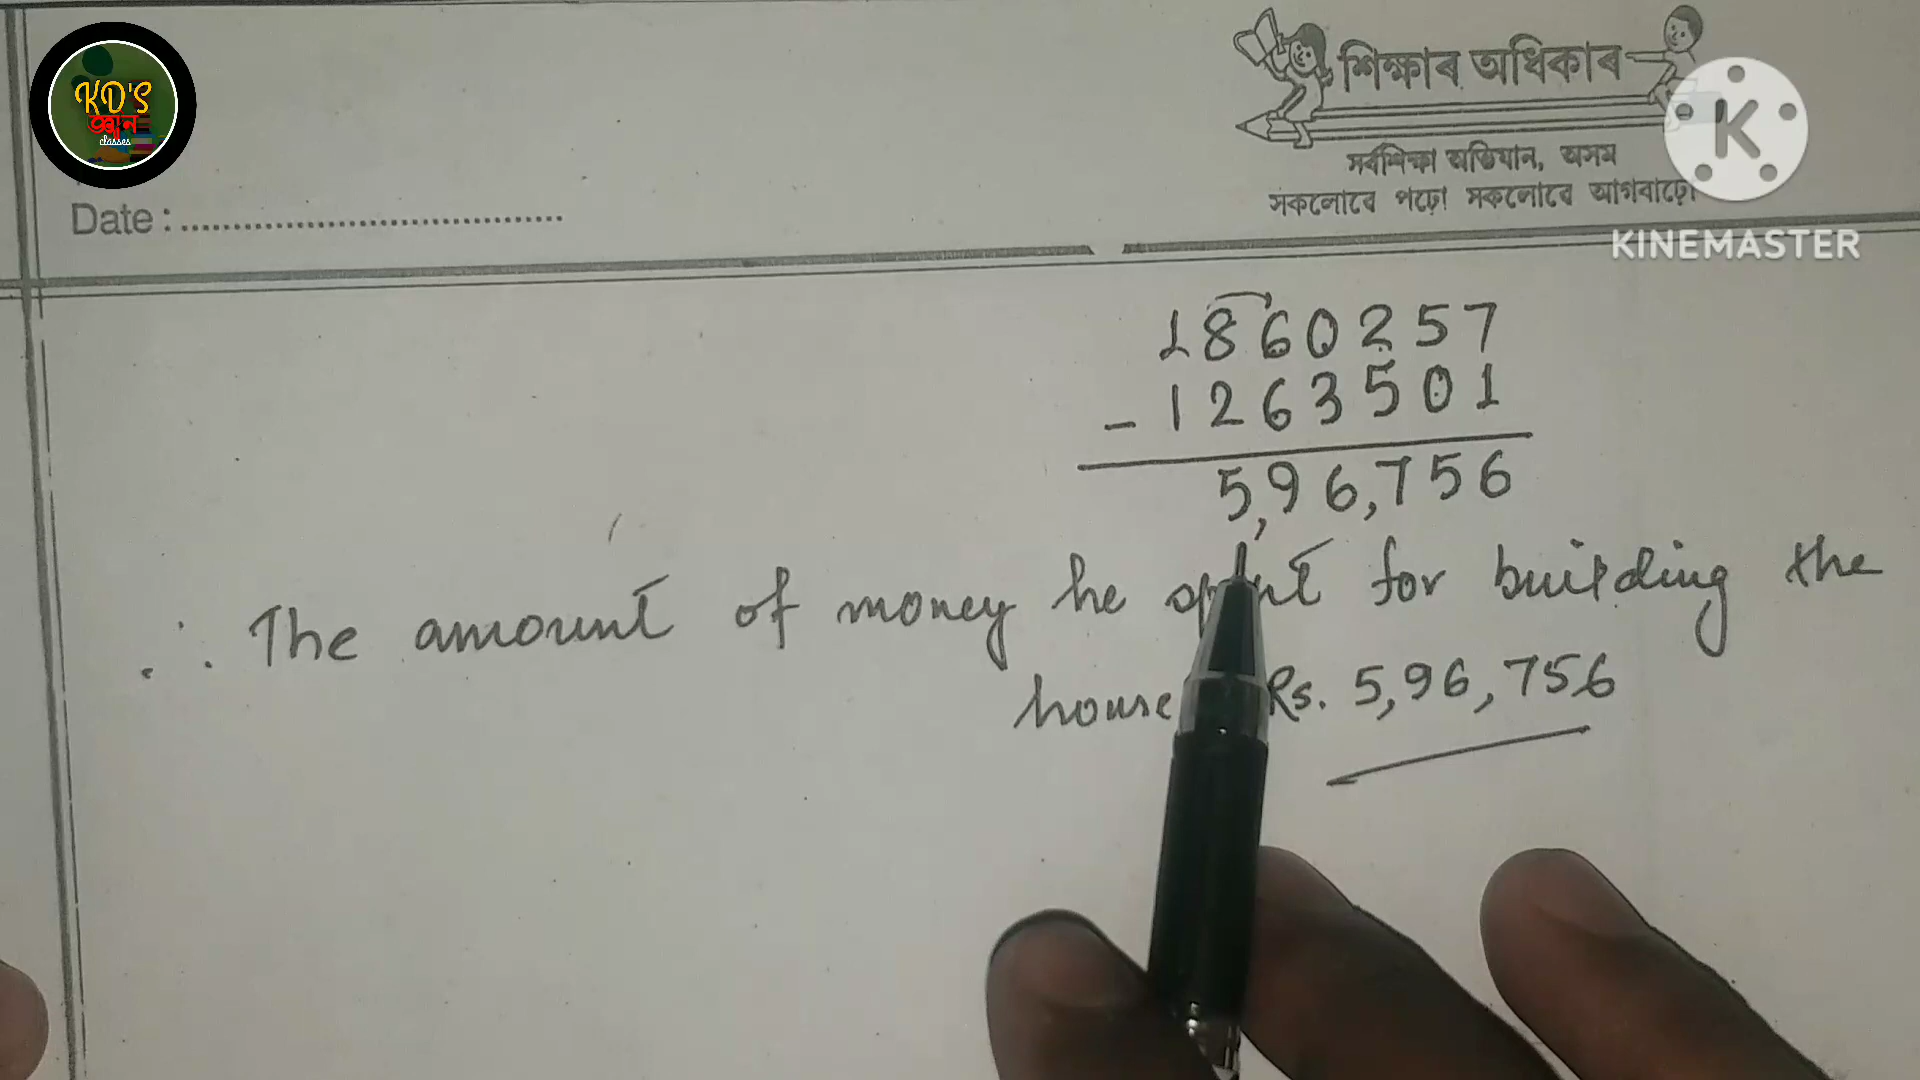 KD'S
জ্ঞান
classes
শিক্ষাৰ অধিকাৰ
K
সৰ্বশিক্ষা অভিযান, অসম
সকলোৱে পঢ়ো সকলোৱে আগবাঢ়ো
Date : ....................................
KINEMASTER
1860257
- 1263501
5,96,756
∴ The amount of money he spent for building the
house Rs. 5,96,756